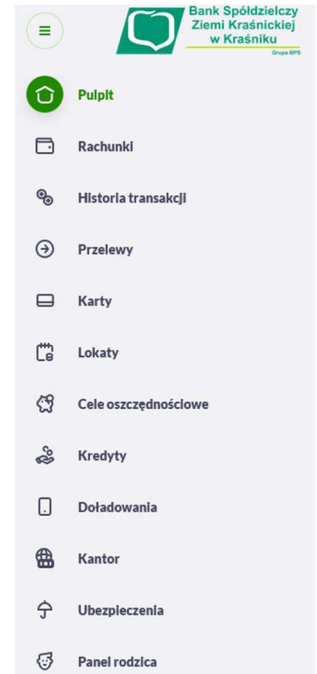 Bank Spółdzielczy
Ziemi Kraśnickiej
w Kraśniku
Grupa BPS
Pulpit
Rachunki
Historia transakcji
Przelewy
Karty
Lokaty
Cele oszczędnościowe
Kredyty
Doładowania
Kantor
Ubezpieczenia
Panel rodzica